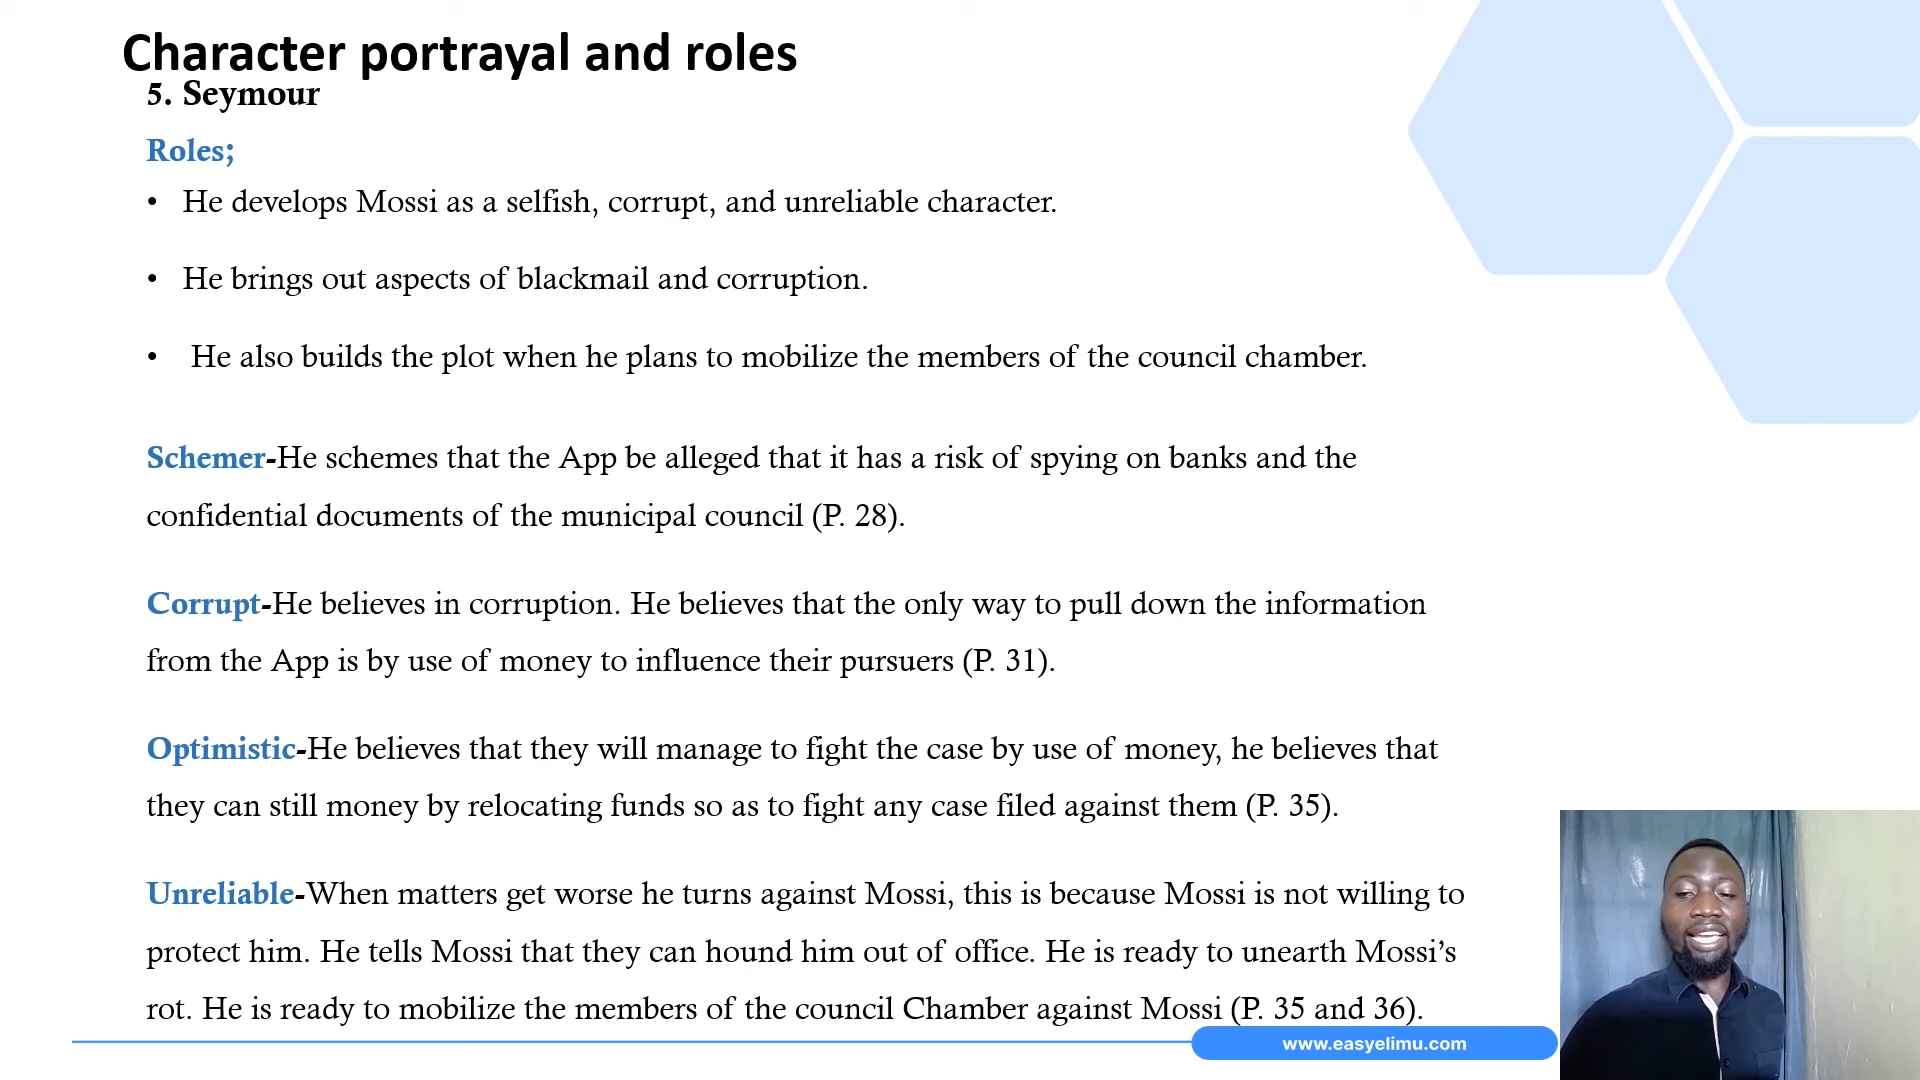 Character portrayal and roles
5. Seymour
Roles;
• He develops Mossi as a selfish, corrupt, and unreliable character.
• He brings out aspects of blackmail and corruption.
• He also builds the plot when he plans to mobilize the members of the council chamber.
Schemer-He schemes that the App be alleged that it has a risk of spying on banks and the
confidential documents of the municipal council (P. 28).
Corrupt-He believes in corruption. He believes that the only way to pull down the information
from the App is by use of money to influence their pursuers (P. 31).
Optimistic-He believes that they will manage to fight the case by use of money, he believes that
they can still money by relocating funds so as to fight any case filed against them (P. 35).
Unreliable-When matters get worse he turns against Mossi, this is because Mossi is not willing to
protect him. He tells Mossi that they can hound him out of office. He is ready to unearth Mossi’s
rot. He is ready to mobilize the members of the council Chamber against Mossi (P. 35 and 36).
www.easyelimu.com